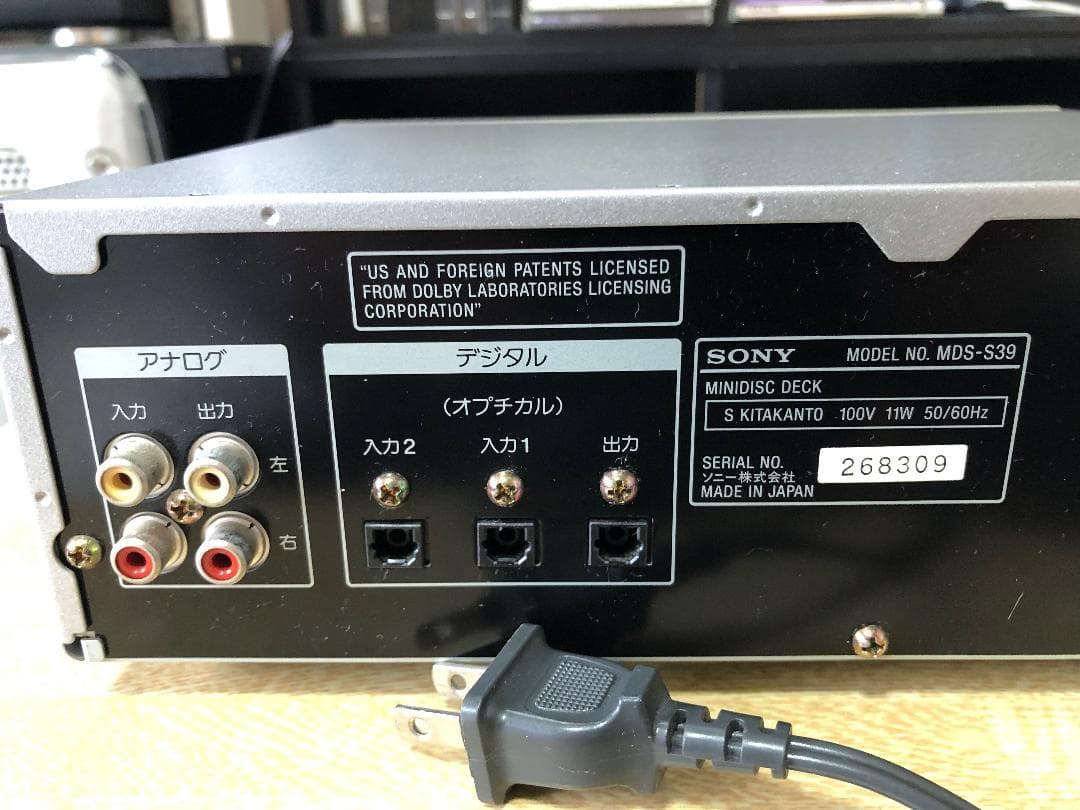 "US AND FOREIGN PATENTS LICENSED
FROM DOLBY LABORATORIES LICENSING
CORPORATION"
アナログ
入力 出力
左
右
デジタル
(オプチカル)
入力2 入力1 出力
SONY MODEL NO. MDS-S39
MINIDISC DECK
S KITAKANTO 100V 11W 50/60Hz
SERIAL NO. 268309
ソニー株式会社
MADE IN JAPAN